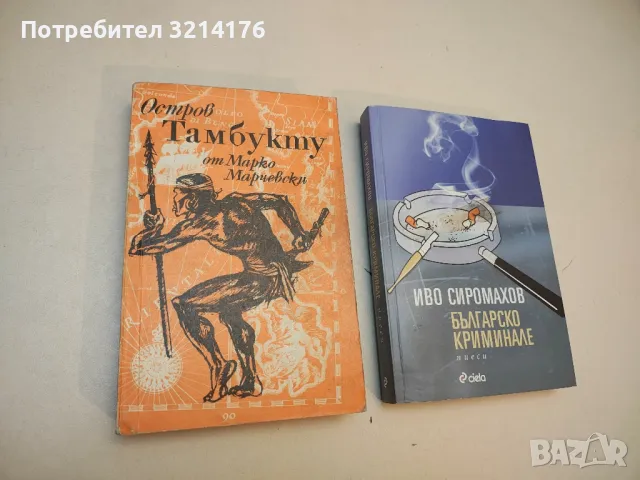 Потребител 3214176
Остров
Тамбукту
от Марко
Марчевски
ИВО СИРОМАХОВ
БЪЛГАРСКО
КРИМИНАЛЕ
пиеси
ciela
BAZAR